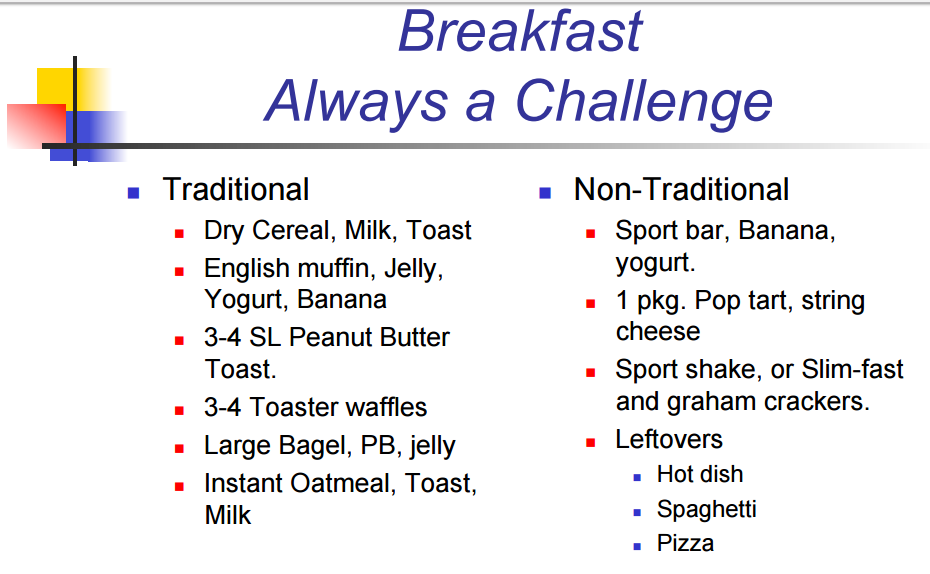 Breakfast
Always a Challenge
Traditional
Dry Cereal, Milk, Toast
English muffin, Jelly,
Yogurt, Banana
3-4 SL Peanut Butter
Toast.
3-4 Toaster waffles
Large Bagel, PB, jelly
Instant Oatmeal, Toast,
Milk
Non-Traditional
Sport bar, Banana,
yogurt.
1 pkg. Pop tart, string
cheese
Sport shake, or Slim-fast
and graham crackers.
Leftovers
Hot dish
Spaghetti
Pizza